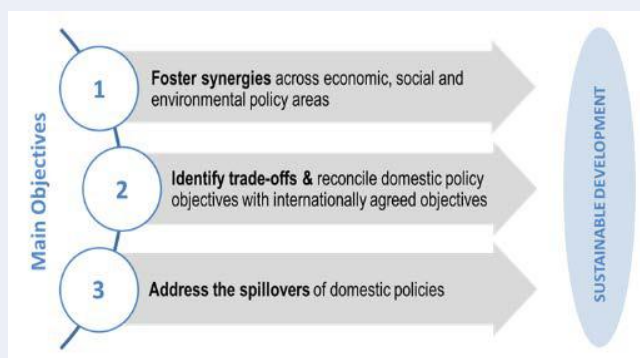 Main Objectives
1
Foster synergies across economic, social and
environmental policy areas
2
Identify trade-offs & reconcile domestic policy
objectives with internationally agreed objectives
3
Address the spillovers of domestic policies
SUSTAINABLE DEVELOPMENT